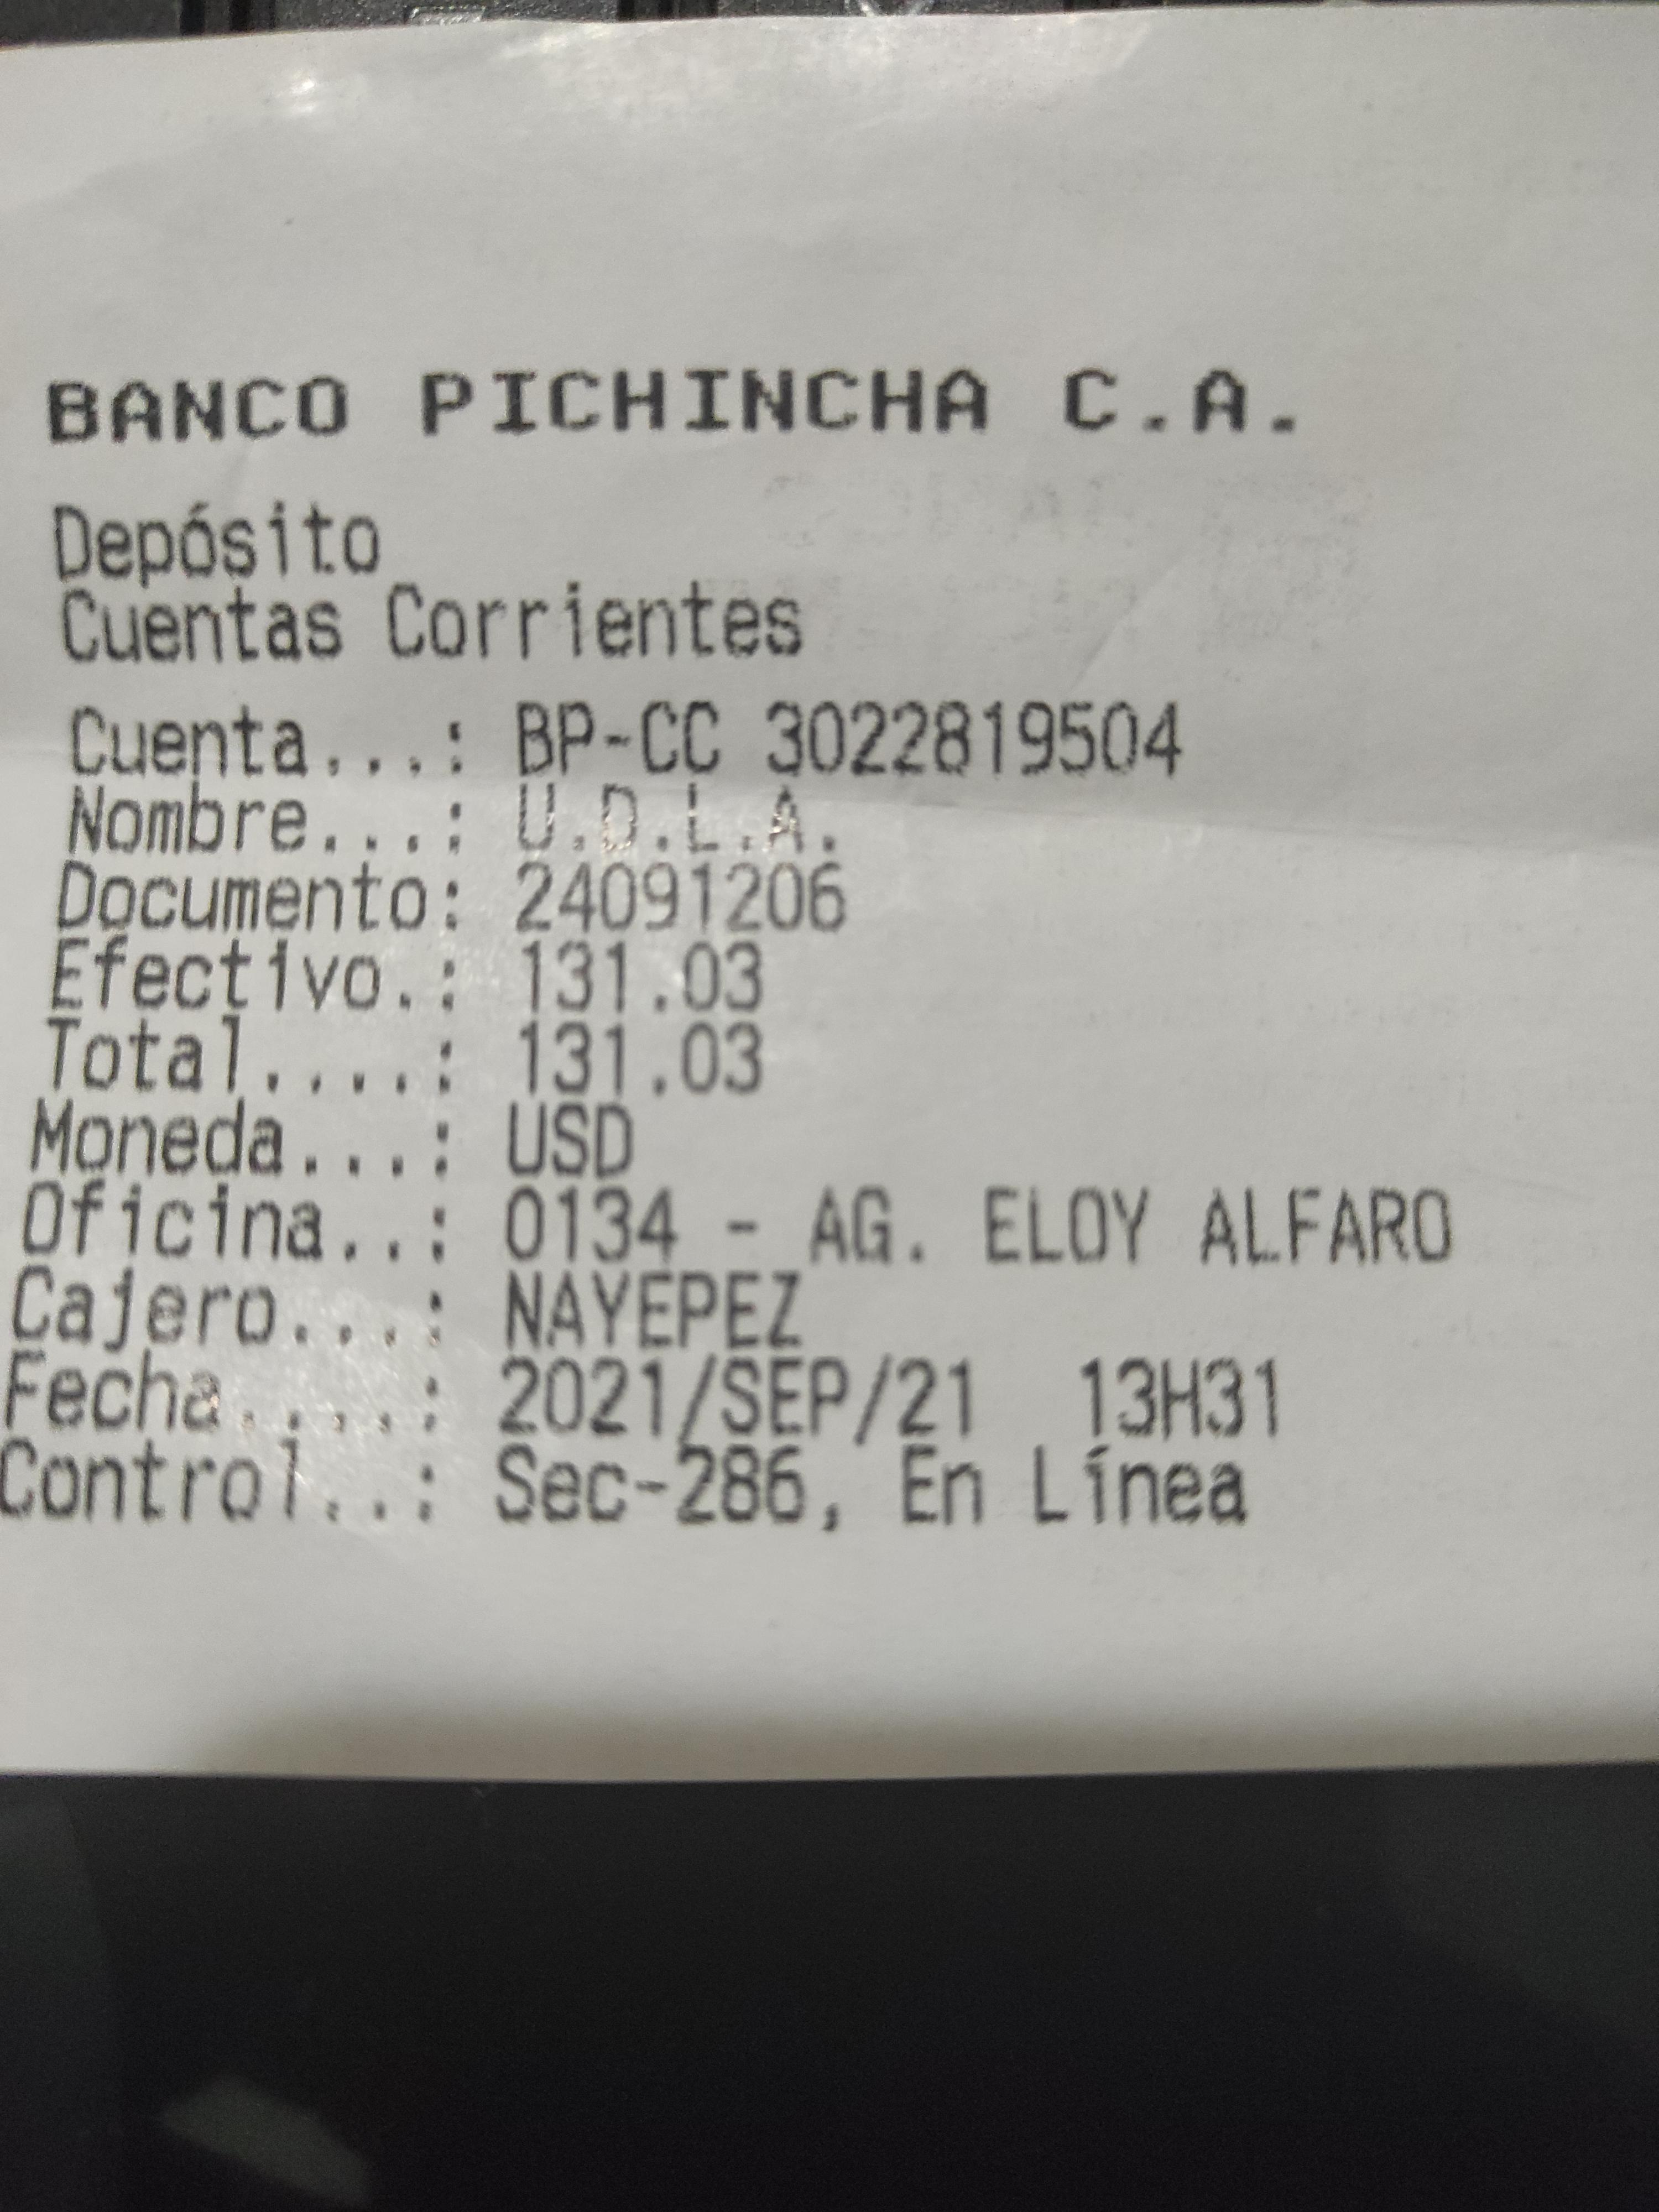 BANCO PICHINCHA C.A.
Depósito
Cuentas Corrientes
Cuenta...: BP-CC 3022819504
Nombre...: U.D.L.A.
Documento: 24091206
Efectivo.: 131.03
Total....: 131.03
Moneda...: USD
Oficina..: 0134 - AG. ELOY ALFARO
Cajero...: NAYEPEZ
Fecha....: 2021/SEP/21 13H31
Control..: Sec-286, En Línea